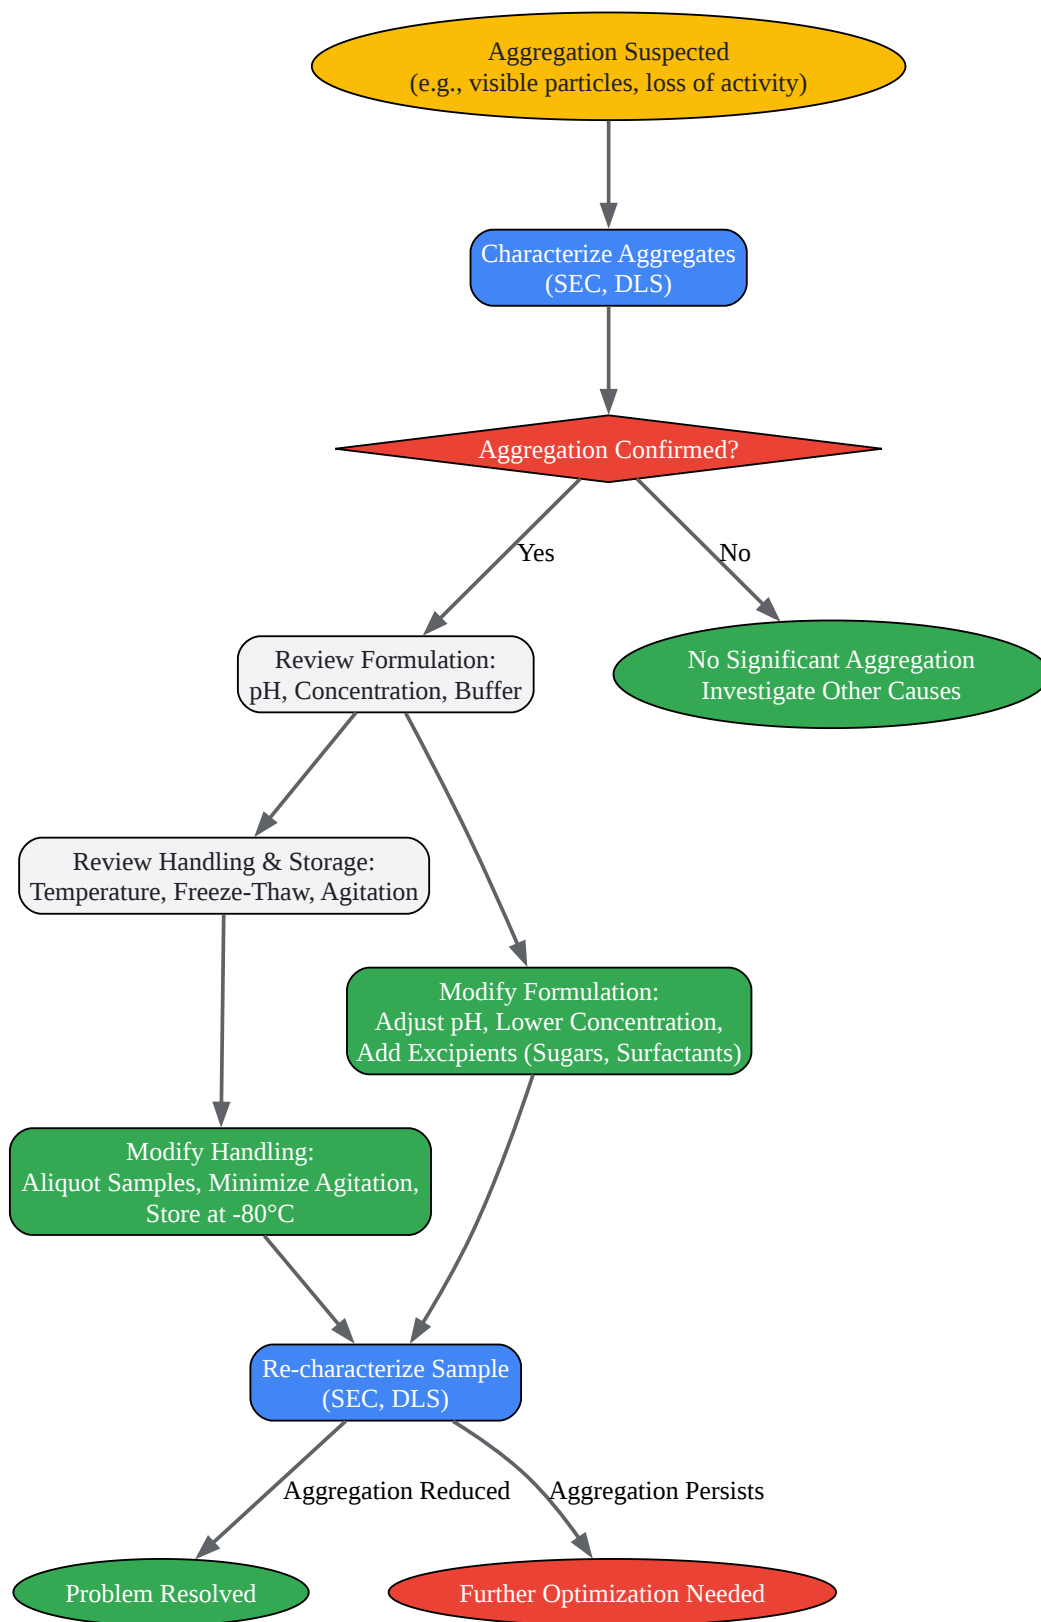 Aggregation Suspected
(e.g., visible particles, loss of activity)
Characterize Aggregates
(SEC, DLS)
Aggregation Confirmed?
Yes
No
Review Formulation:
pH, Concentration, Buffer
No Significant Aggregation
Investigate Other Causes
Review Handling & Storage:
Temperature, Freeze-Thaw, Agitation
Modify Formulation:
Adjust pH, Lower Concentration,
Add Excipients (Sugars, Surfactants)
Modify Handling:
Aliquot Samples, Minimize Agitation,
Store at -80°C
Re-characterize Sample
(SEC, DLS)
Aggregation Reduced
Aggregation Persists
Problem Resolved
Further Optimization Needed